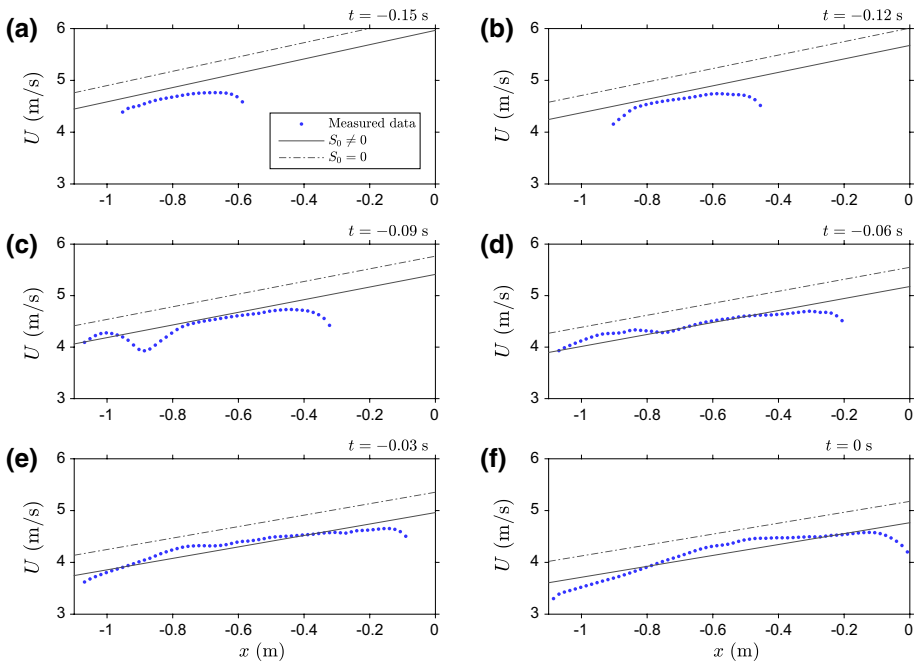 (a) t = −0.15 s
U (m/s)
6
5
4
3
-1 -0.8 -0.6 -0.4 -0.2 0
Measured data
S₀ ≠ 0
S₀ = 0
(b) t = −0.12 s
U (m/s)
6
5
4
3
-1 -0.8 -0.6 -0.4 -0.2 0
(c) t = −0.09 s
U (m/s)
6
5
4
3
-1 -0.8 -0.6 -0.4 -0.2 0
(d) t = −0.06 s
U (m/s)
6
5
4
3
-1 -0.8 -0.6 -0.4 -0.2 0
(e) t = −0.03 s
U (m/s)
6
5
4
3
-1 -0.8 -0.6 -0.4 -0.2 0
x (m)
(f) t = 0 s
U (m/s)
6
5
4
3
-1 -0.8 -0.6 -0.4 -0.2 0
x (m)